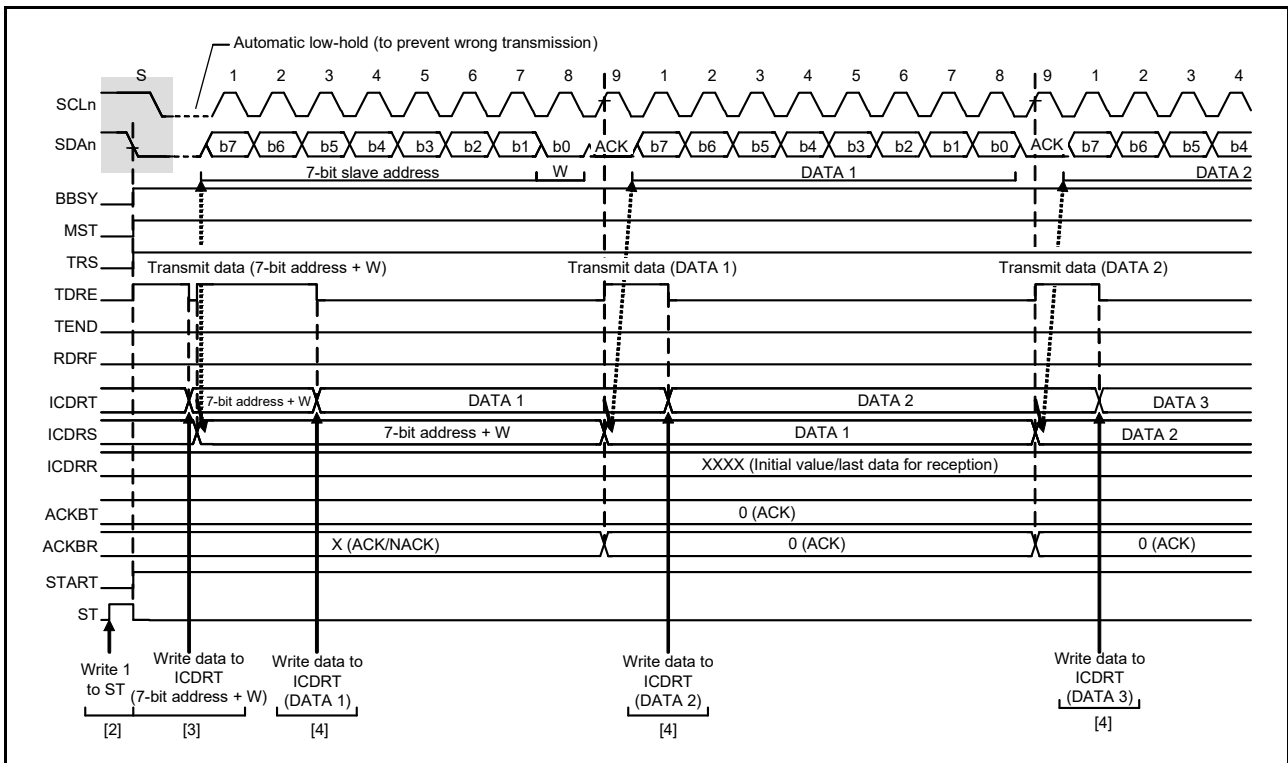 Automatic low-hold (to prevent wrong transmission)
S 1 2 3 4 5 6 7 8 9 1 2 3 4 5 6 7 8 9 1 2 3 4
SCLn
SDAn b7 b6 b5 b4 b3 b2 b1 b0 ACK b7 b6 b5 b4 b3 b2 b1 b0 ACK b7 b6 b5 b4
7-bit slave address W DATA 1 DATA 2
BBSY
MST
TRS
Transmit data (7-bit address + W) Transmit data (DATA 1) Transmit data (DATA 2)
TDRE
TEND
RDRF
ICDRT 7-bit address + W DATA 1 DATA 2 DATA 3
ICDRS 7-bit address + W DATA 1 DATA 2
ICDRR XXXX (Initial value/last data for reception)
ACKBT 0 (ACK)
ACKBR X (ACK/NACK) 0 (ACK) 0 (ACK)
START
ST
Write 1
to ST
Write data to
ICDRT
(7-bit address + W)
Write data to
ICDRT
(DATA 1)
Write data to
ICDRT
(DATA 2)
Write data to
ICDRT
(DATA 3)
[2] [3] [4] [4] [4]